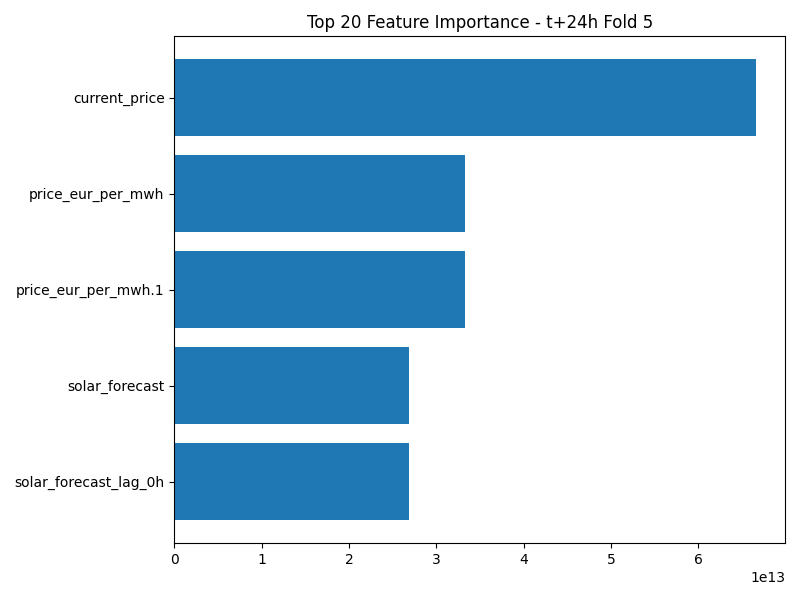 Top 20 Feature Importance - t+24h Fold 5
current_price
price_eur_per_mwh
price_eur_per_mwh.1
solar_forecast
solar_forecast_lag_0h
0 1 2 3 4 5 6
1e13